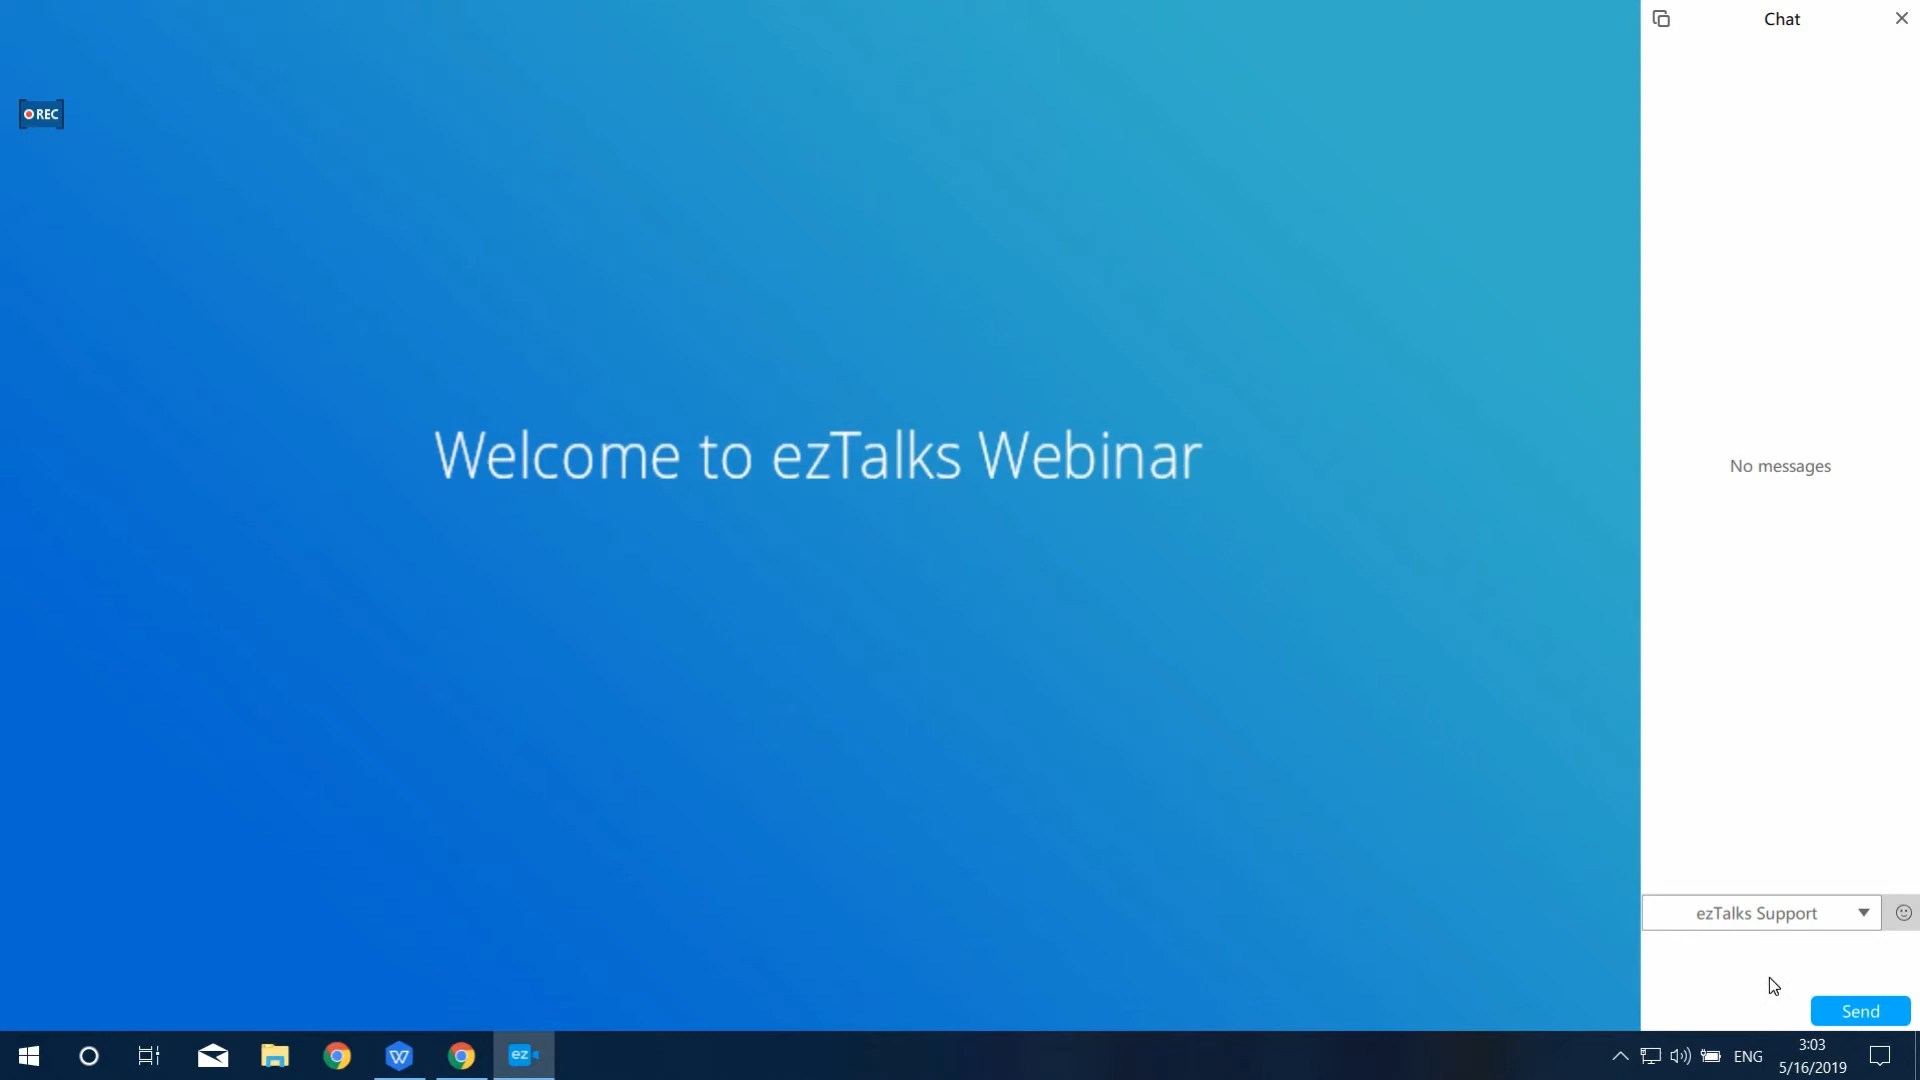 Chat
REC
Welcome to ezTalks Webinar
No messages
ezTalks Support
Send
ez
ENG
3:03
5/16/2019